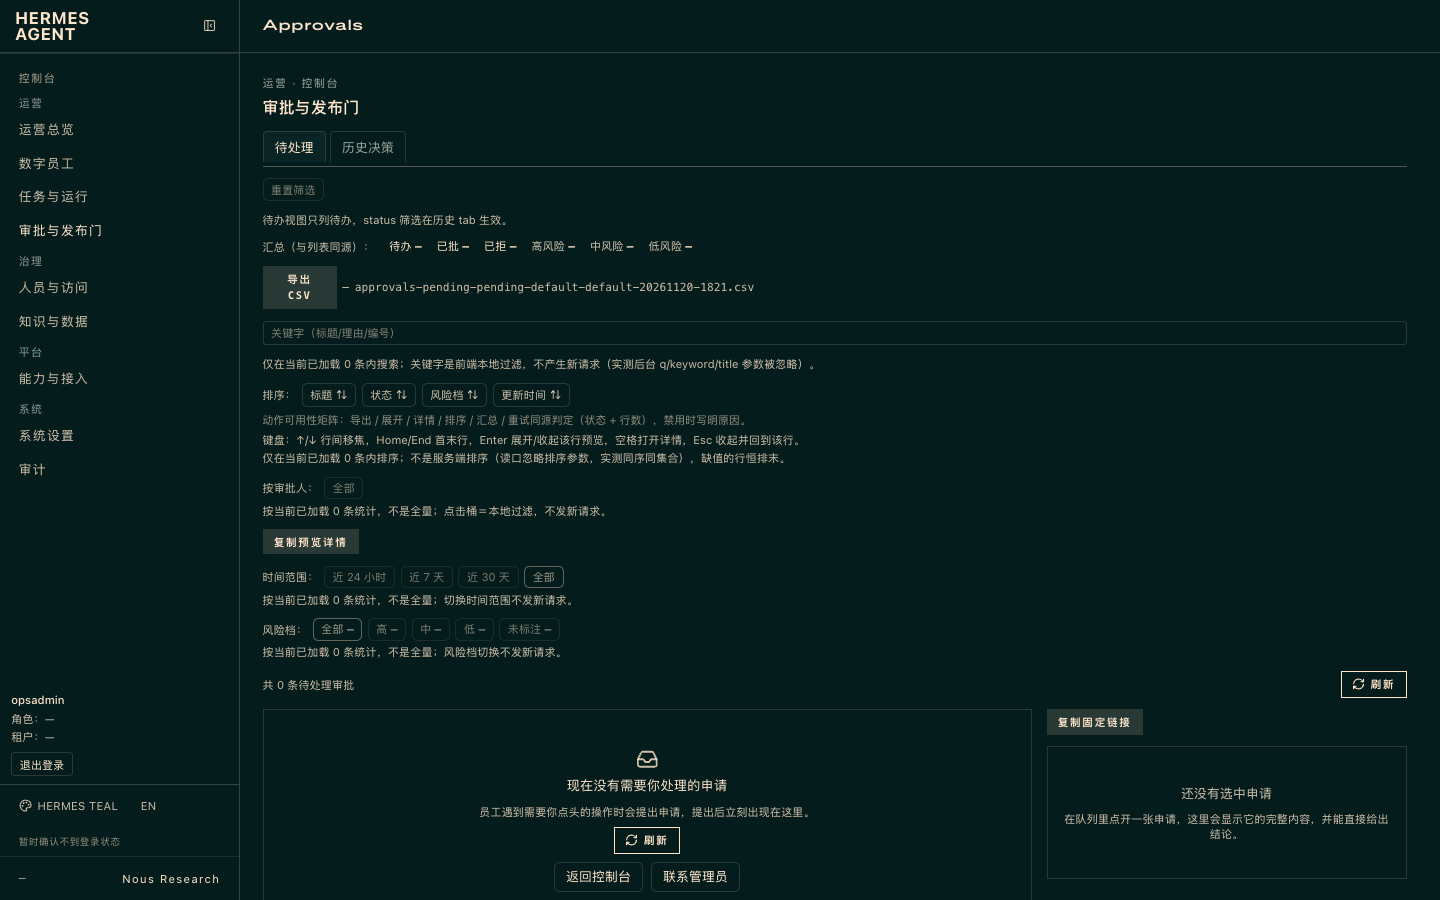 HERMES
AGENT
控制台
运营
运营总览
数字员工
任务与运行
审批与发布门
治理
人员与访问
知识与数据
平台
能力与接入
系统
系统设置
审计
opsadmin
角色： —
租户： —
退出登录
HERMES TEAL EN
暂时确认不到登录状态
— Nous Research
Approvals
运营 · 控制台
审批与发布门
待处理 历史决策
重置筛选
待办视图只列待办，status 筛选在历史 tab 生效。
汇总（与列表同源）： 待办 — 已批 — 已拒 — 高风险 — 中风险 — 低风险 —
导出
CSV
— approvals-pending-pending-default-default-20261120-1821.csv
关键字（标题/理由/编号）
仅在当前已加载 0 条内搜索；关键字是前端本地过滤，不产生新请求（实测后台 q/keyword/title 参数被忽略）。
排序： 标题 ⇅ 状态 ⇅ 风险档 ⇅ 更新时间 ⇅
动作可用性矩阵：导出 / 展开 / 详情 / 排序 / 汇总 / 重试同源判定（状态 + 行数），禁用时写明原因。
键盘：↑/↓ 行间移焦，Home/End 首末行，Enter 展开/收起该行预览，空格打开详情，Esc 收起并回到该行。
仅在当前已加载 0 条内排序；不是服务端排序（读口忽略排序参数，实测同序同集合），缺值的行恒排末。
按审批人： 全部
按当前已加载 0 条统计，不是全量；点击桶＝本地过滤，不发新请求。
复制预览详情
时间范围： 近 24 小时 近 7 天 近 30 天 全部
按当前已加载 0 条统计，不是全量；切换时间范围不发新请求。
风险档： 全部 — 高 — 中 — 低 — 未标注 —
按当前已加载 0 条统计，不是全量；风险档切换不发新请求。
共 0 条待处理审批
刷新
现在没有需要你处理的申请
员工遇到需要你点头的操作时会提出申请，提出后立刻出现在这里。
刷新
返回控制台 联系管理员
复制固定链接
还没有选中申请
在队列里点开一张申请，这里会显示它的完整内容，并能直接给出
结论。